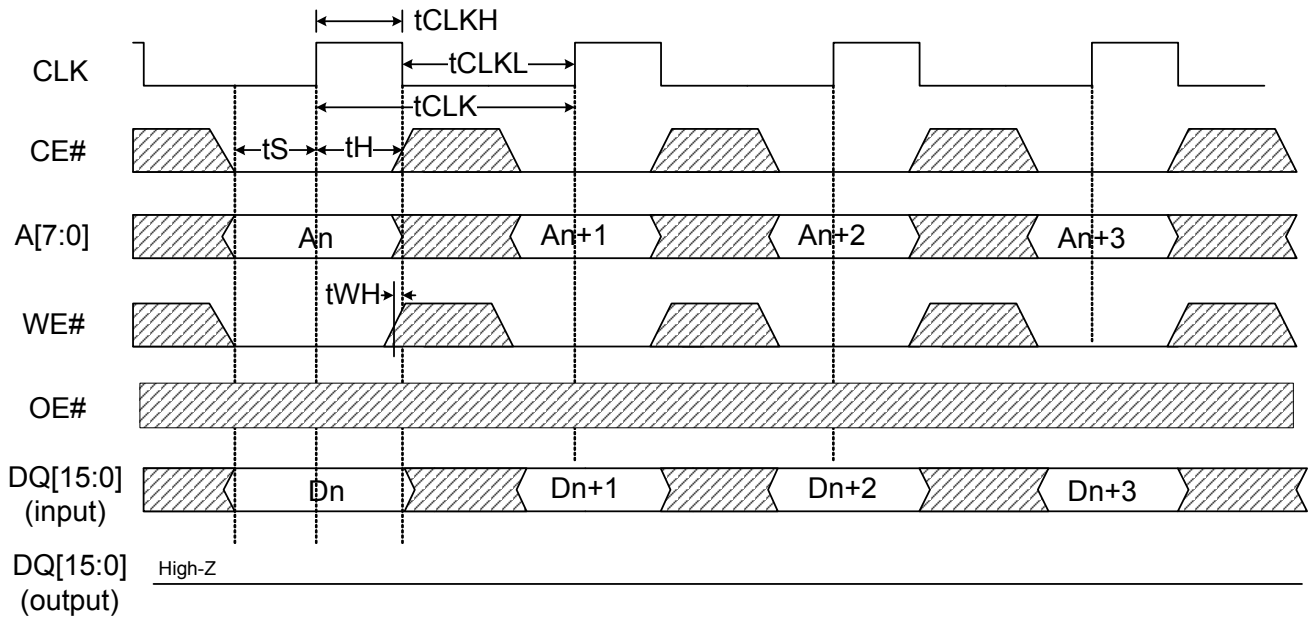 tCLKH
CLK
tCLKL
tCLK
CE#
tS
tH
A[7:0]
An
An+1
An+2
An+3
tWH
WE#
OE#
DQ[15:0]
(input)
Dn
Dn+1
Dn+2
Dn+3
DQ[15:0]
(output)
High-Z